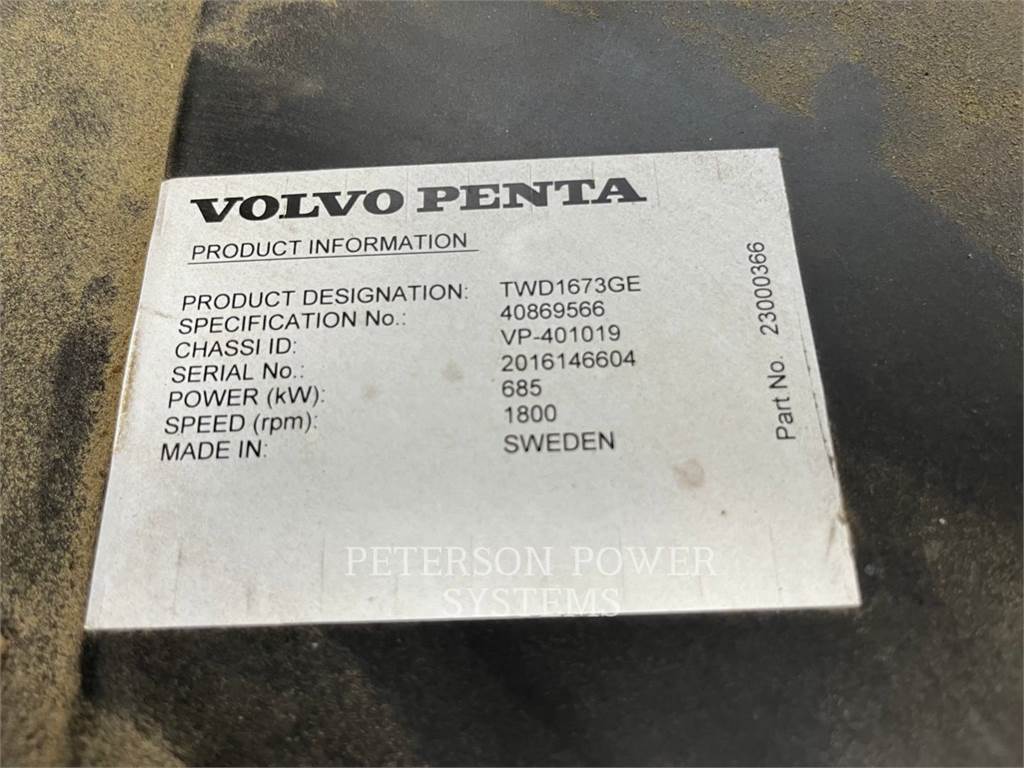 VOLVO PENTA
PRODUCT INFORMATION
PRODUCT DESIGNATION: TWD1673GE
SPECIFICATION No.: 40869566
CHASSI ID: VP-401019
SERIAL No.: 2016146604
POWER (kW): 685
SPEED (rpm): 1800
MADE IN: SWEDEN
Part No. 23000366
PETERSON POWER
SYSTEMS